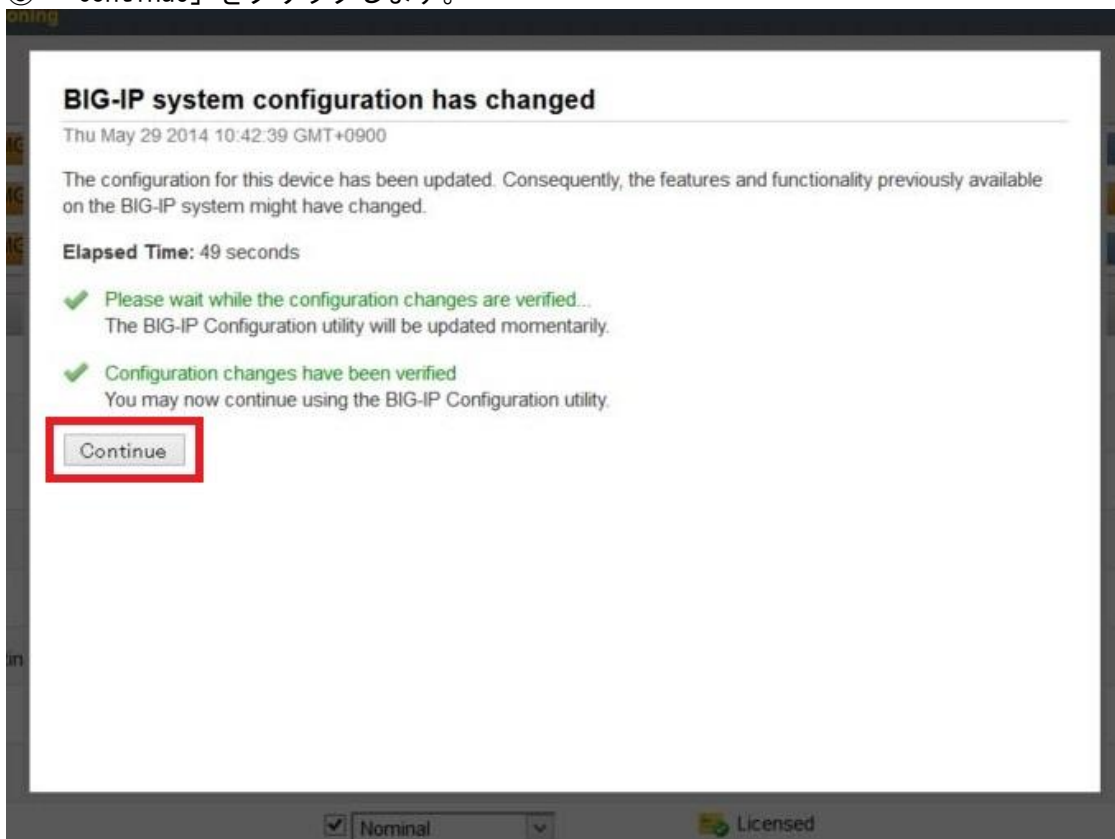 をクリックします。
oning
BIG-IP system configuration has changed
Thu May 29 2014 10:42:39 GMT+0900
The configuration for this device has been updated. Consequently, the features and functionality previously available
on the BIG-IP system might have changed.
Elapsed Time: 49 seconds
Please wait while the configuration changes are verified...
The BIG-IP Configuration utility will be updated momentarily.
Configuration changes have been verified
You may now continue using the BIG-IP Configuration utility.
Continue
Nominal
Licensed